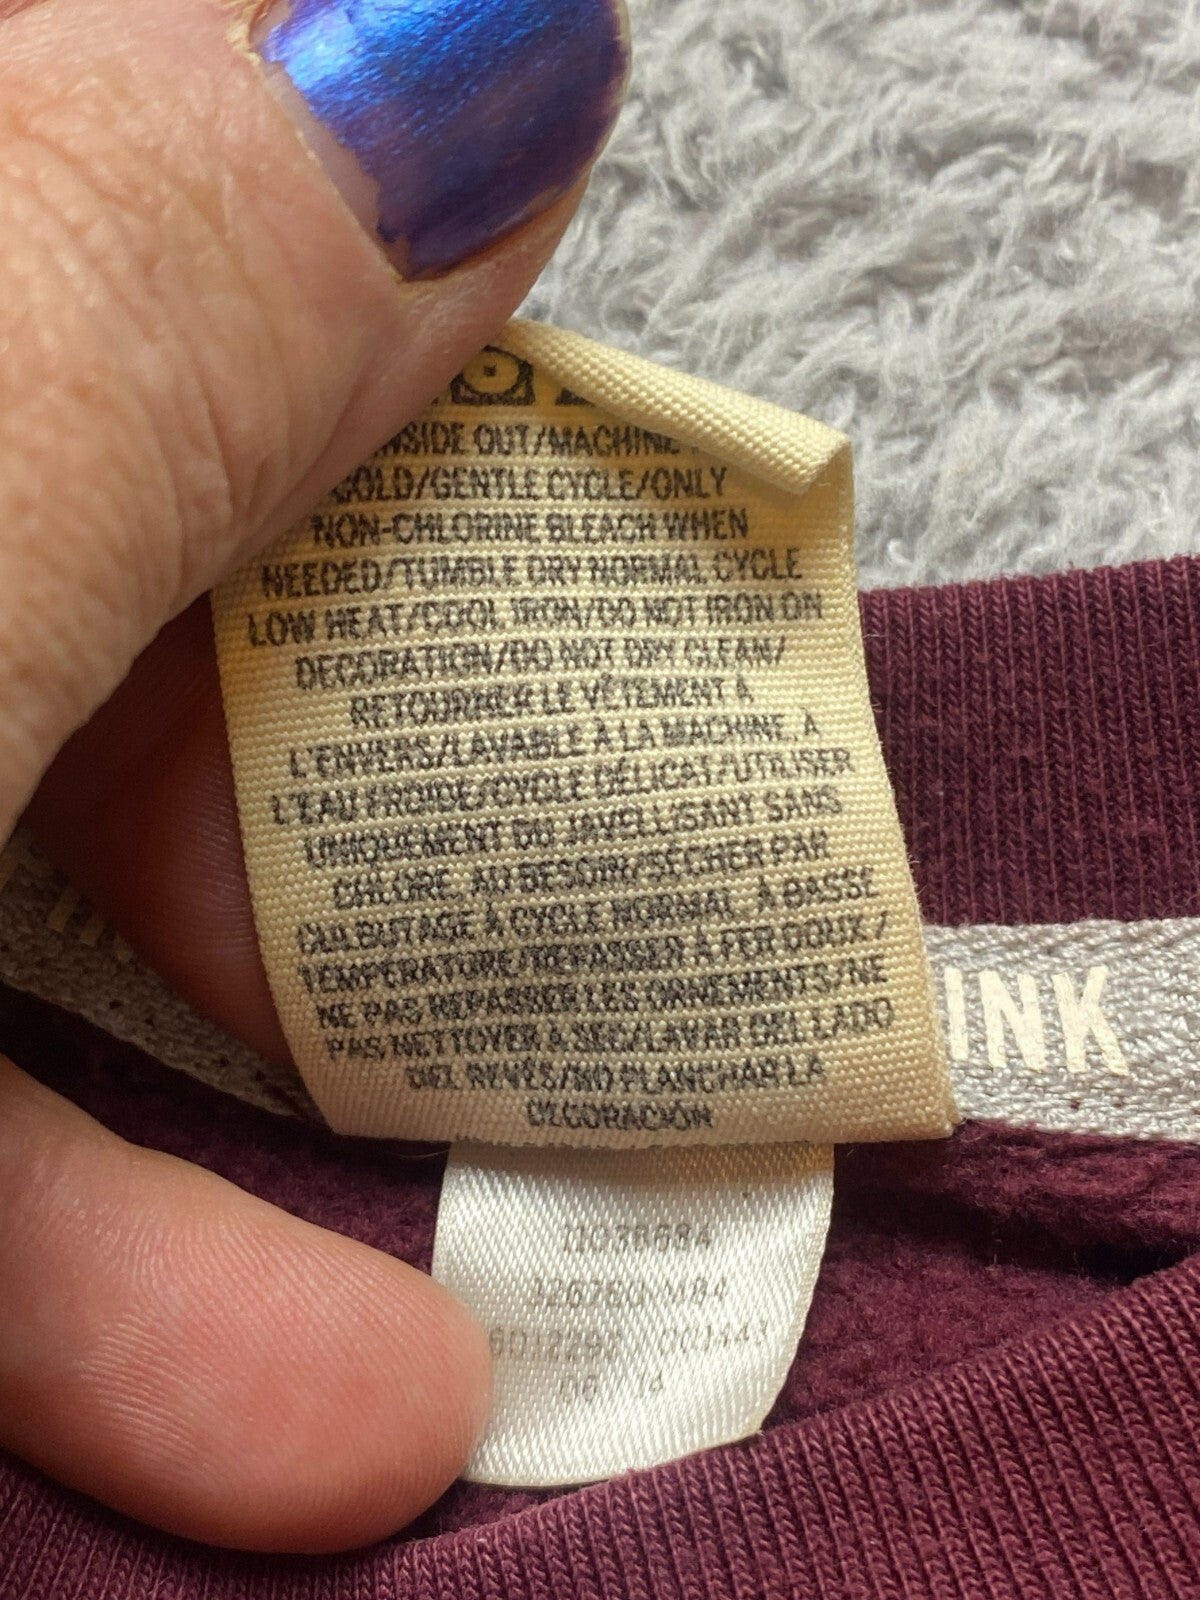 INSIDE OUT/MACHINE
COLD/GENTLE CYCLE/ONLY
NON-CHLORINE BLEACH WHEN
NEEDED/TUMBLE DRY NORMAL CYCLE
LOW HEAT/COOL IRON/DO NOT IRON ON
DECORATION/DO NOT DRY CLEAN/
RETOURNER LE VÊTEMENT À
L'ENVERS/LAVABLE À LA MACHINE, À
L'EAU FROIDE/CYCLE DÉLICAT/UTILISER
UNIQUEMENT DU JAVELLISANT SANS
CHLORE, AU BESOIN/SÉCHER PAR
CULBUTAGE À CYCLE NORMAL, À BASSE
TEMPÉRATURE/REPASSER À FER DOUX/
NE PAS REPASSER LES ORNEMENTS/NE
PAS NETTOYER À SEC/LAVAR DEL LADO
DEL REVÉS/NO PLANCHAR LA
DECORACIÓN
INK
M84
001443
06